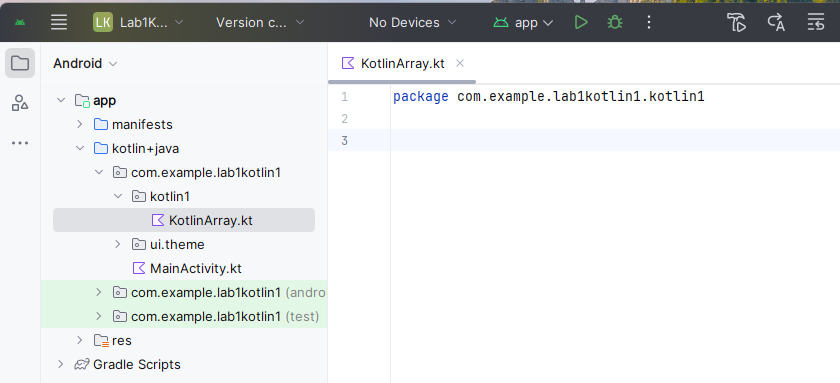 LK Lab1K... Version c... No Devices app
Android
KotlinArray.kt
app
manifests
kotlin+java
com.example.lab1kotlin1
kotlin1
KotlinArray.kt
ui.theme
MainActivity.kt
com.example.lab1kotlin1 (andro
com.example.lab1kotlin1 (test)
res
Gradle Scripts
1 package com.example.lab1kotlin1.kotlin1
2
3